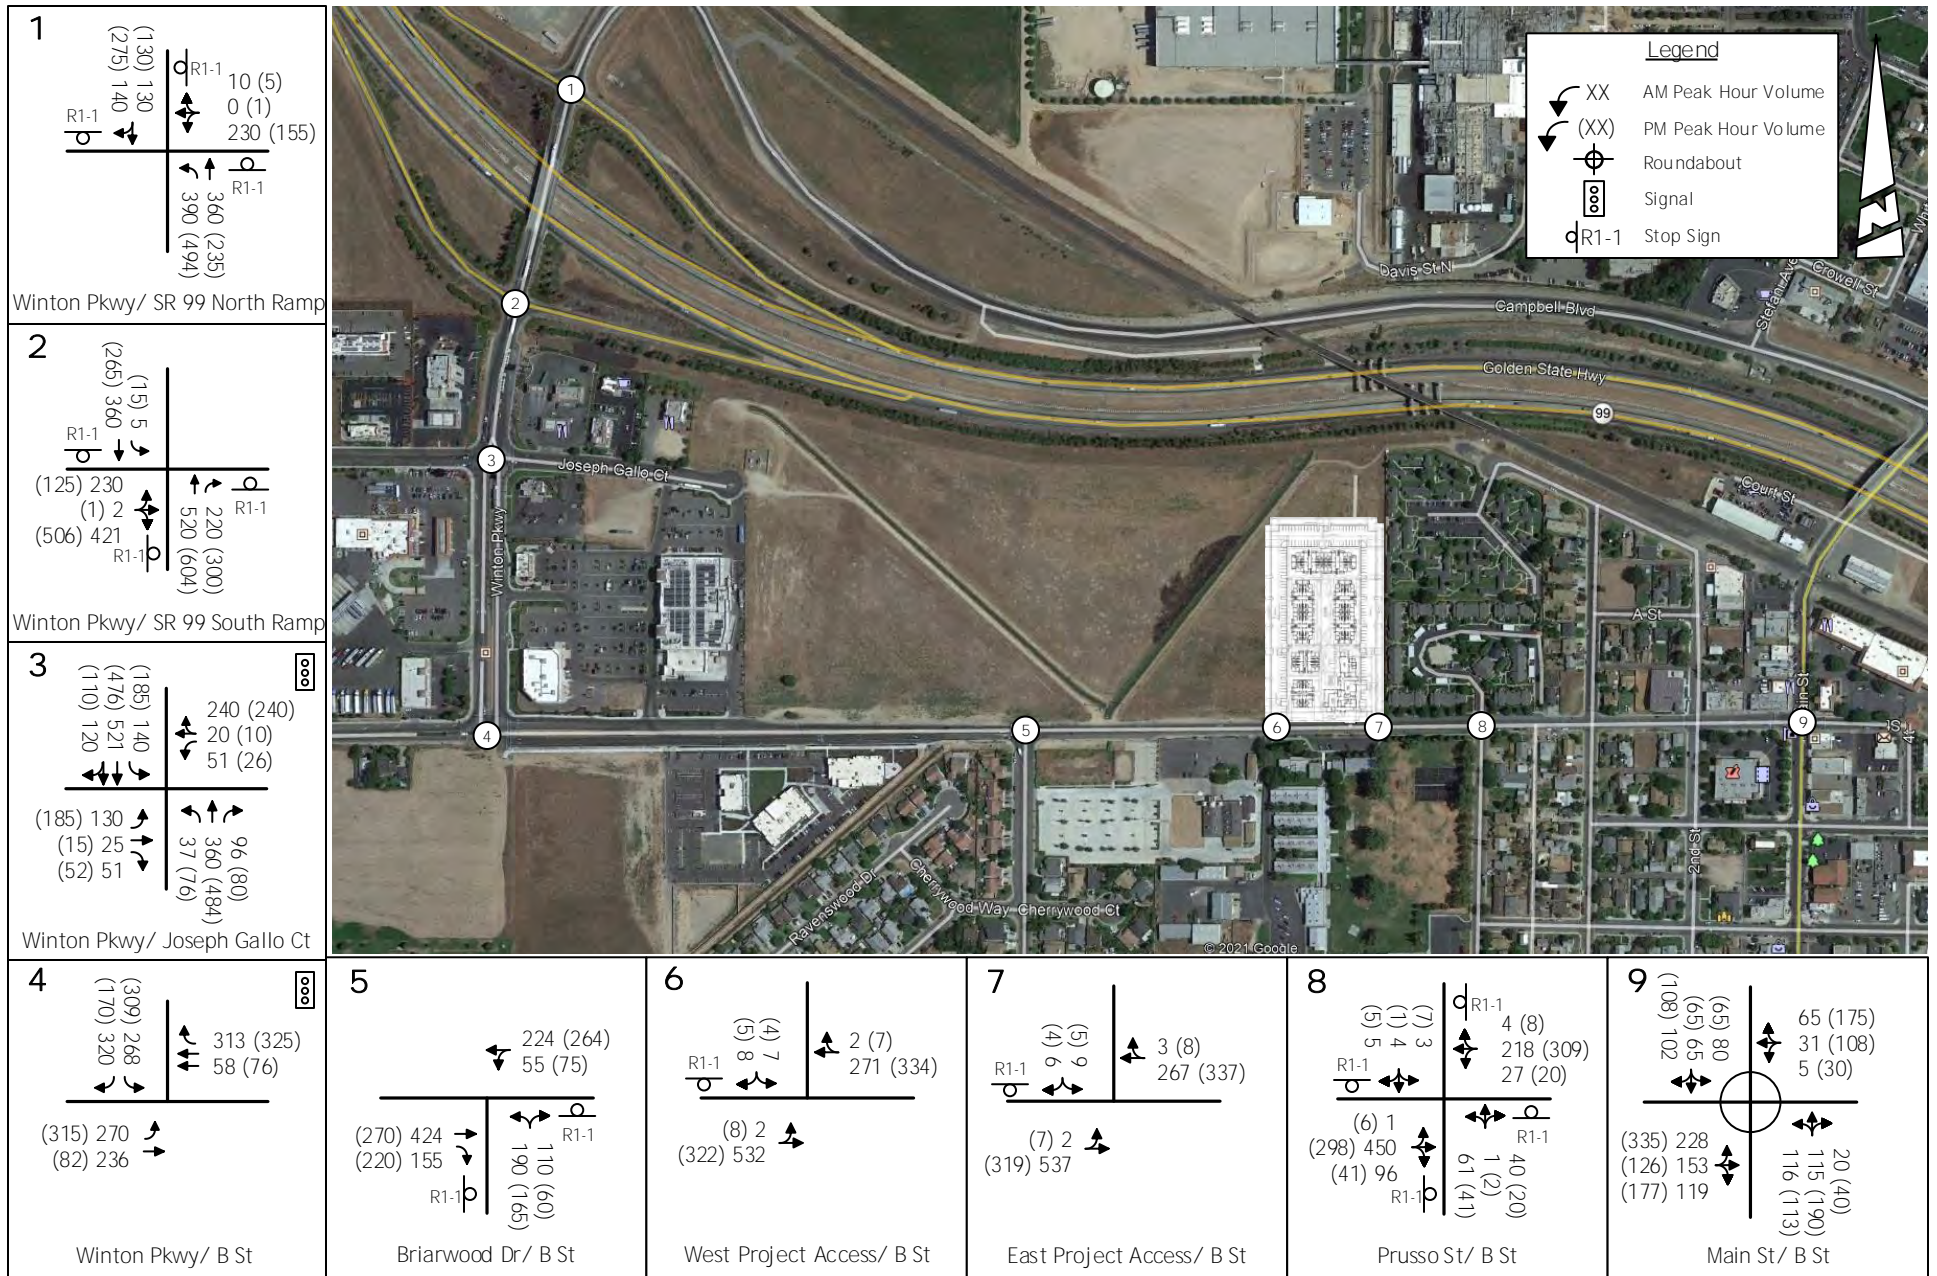 1
(130) 130
(275) 140
R1-1
R1-1
10 (5)
0 (1)
230 (155)
R1-1
360 (235)
390 (494)
Winton Pkwy/ SR 99 North Ramp
2
(15) 5
(265) 360
R1-1
(125) 230
(1) 2
(506) 421
R1-1
R1-1
220 (300)
520 (604)
Winton Pkwy/ SR 99 South Ramp
3
(185) 140
(476) 521
(110) 120
240 (240)
20 (10)
51 (26)
(185) 130
(15) 25
(52) 51
96 (80)
360 (484)
37 (76)
Winton Pkwy/ Joseph Gallo Ct
4
(309) 268
(170) 320
313 (325)
58 (76)
(315) 270
(82) 236
Winton Pkwy/ B St
5
224 (264)
55 (75)
(270) 424
(220) 155
R1-1
R1-1
110 (60)
190 (165)
Briarwood Dr/ B St
6
(4) 7
(5) 8
R1-1
2 (7)
271 (334)
(8) 2
(322) 532
West Project Access/ B St
7
(5) 9
(4) 6
R1-1
3 (8)
267 (337)
(7) 2
(319) 537
East Project Access/ B St
8
(7) 3
(1) 4
(5) 5
R1-1
R1-1
4 (8)
218 (309)
27 (20)
(6) 1
(298) 450
(41) 96
R1-1
R1-1
40 (20)
1 (2)
61 (41)
Prusso St/ B St
9
(65) 80
(65) 65
(108) 102
65 (175)
31 (108)
5 (30)
(335) 228
(126) 153
(177) 119
20 (40)
115 (190)
116 (113)
Main St/ B St
Legend
XX AM Peak Hour Volume
(XX) PM Peak Hour Volume
Roundabout
Signal
R1-1 Stop Sign
1
2
3
4
5
6
7
8
9
Davis St N
Crowell St
Stefani Ave
Campbell Blvd
Golden State Hwy
99
Joseph Gallo Ct
Winton Pkwy
Court St
A St
2nd St
Ravenswood Dr
Cherrywood Way
Cherrywood Ct
© 2021 Google